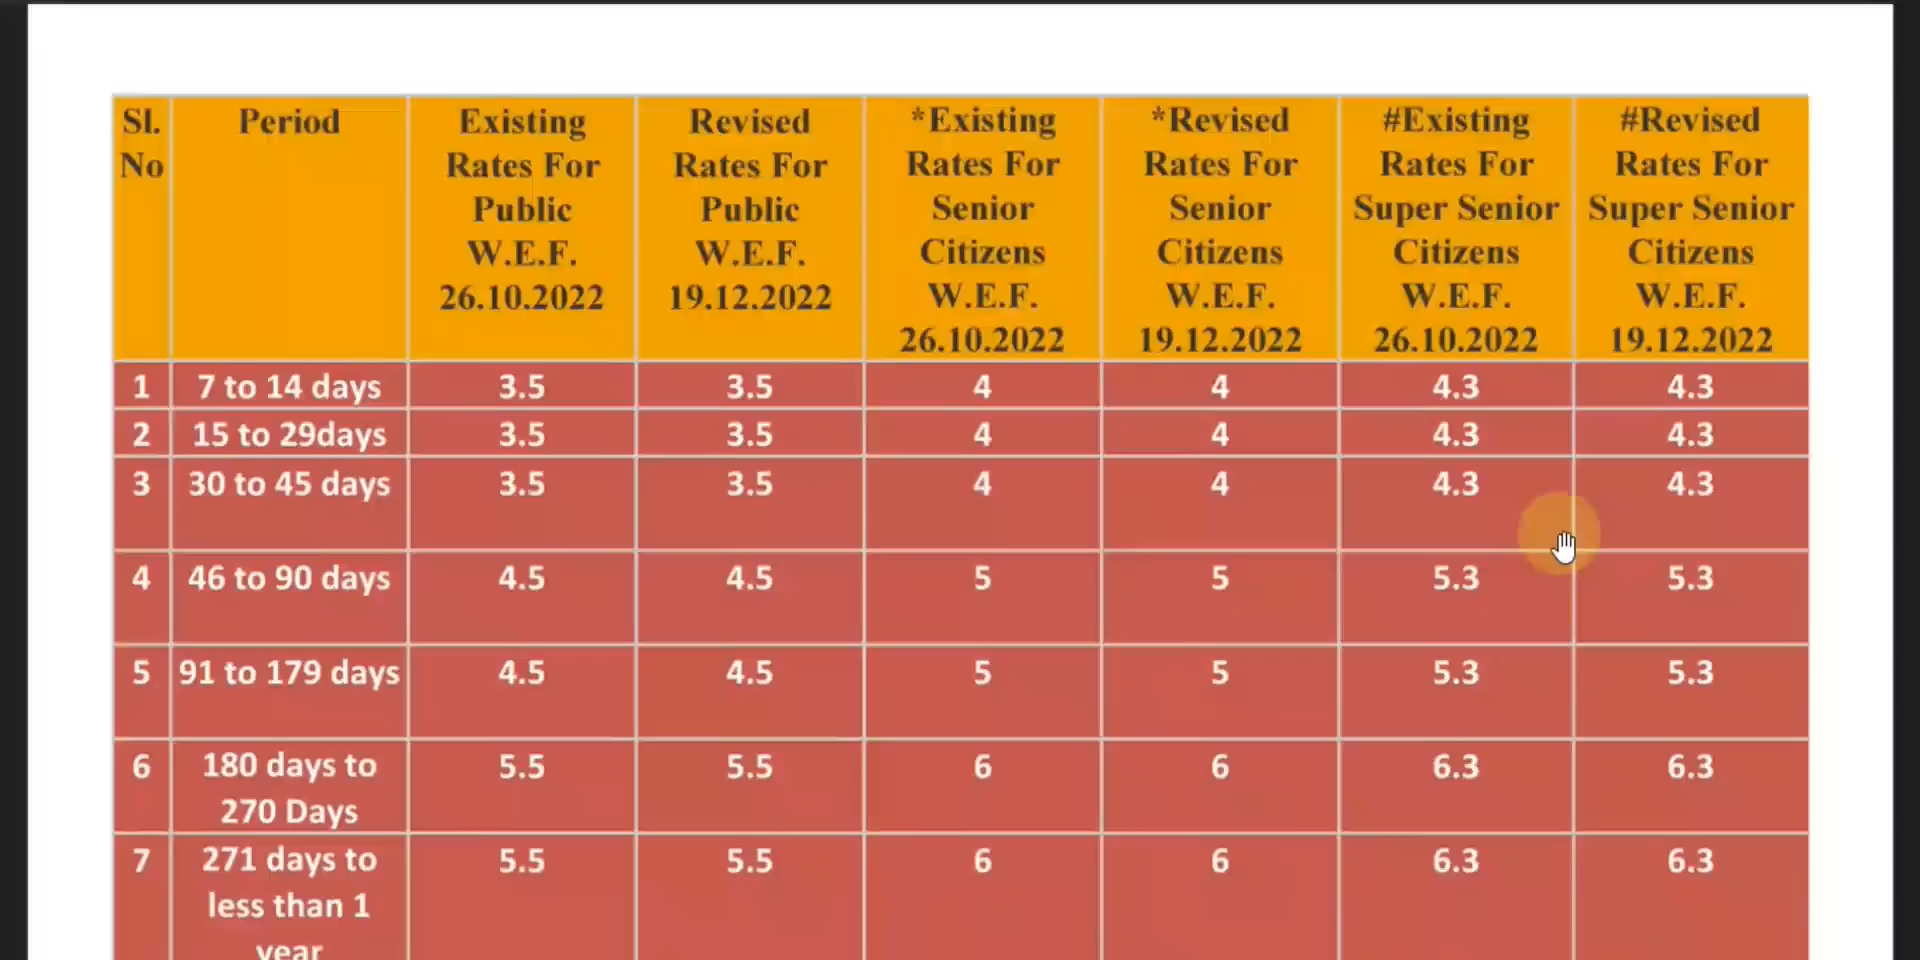 Sl. No | Period | Existing Rates For Public W.E.F. 26.10.2022 | Revised Rates For Public W.E.F. 19.12.2022 | *Existing Rates For Senior Citizens W.E.F. 26.10.2022 | *Revised Rates For Senior Citizens W.E.F. 19.12.2022 | #Existing Rates For Super Senior Citizens W.E.F. 26.10.2022 | #Revised Rates For Super Senior Citizens W.E.F. 19.12.2022
1 | 7 to 14 days | 3.5 | 3.5 | 4 | 4 | 4.3 | 4.3
2 | 15 to 29days | 3.5 | 3.5 | 4 | 4 | 4.3 | 4.3
3 | 30 to 45 days | 3.5 | 3.5 | 4 | 4 | 4.3 | 4.3
4 | 46 to 90 days | 4.5 | 4.5 | 5 | 5 | 5.3 | 5.3
5 | 91 to 179 days | 4.5 | 4.5 | 5 | 5 | 5.3 | 5.3
6 | 180 days to 270 Days | 5.5 | 5.5 | 6 | 6 | 6.3 | 6.3
7 | 271 days to less than 1 year | 5.5 | 5.5 | 6 | 6 | 6.3 | 6.3